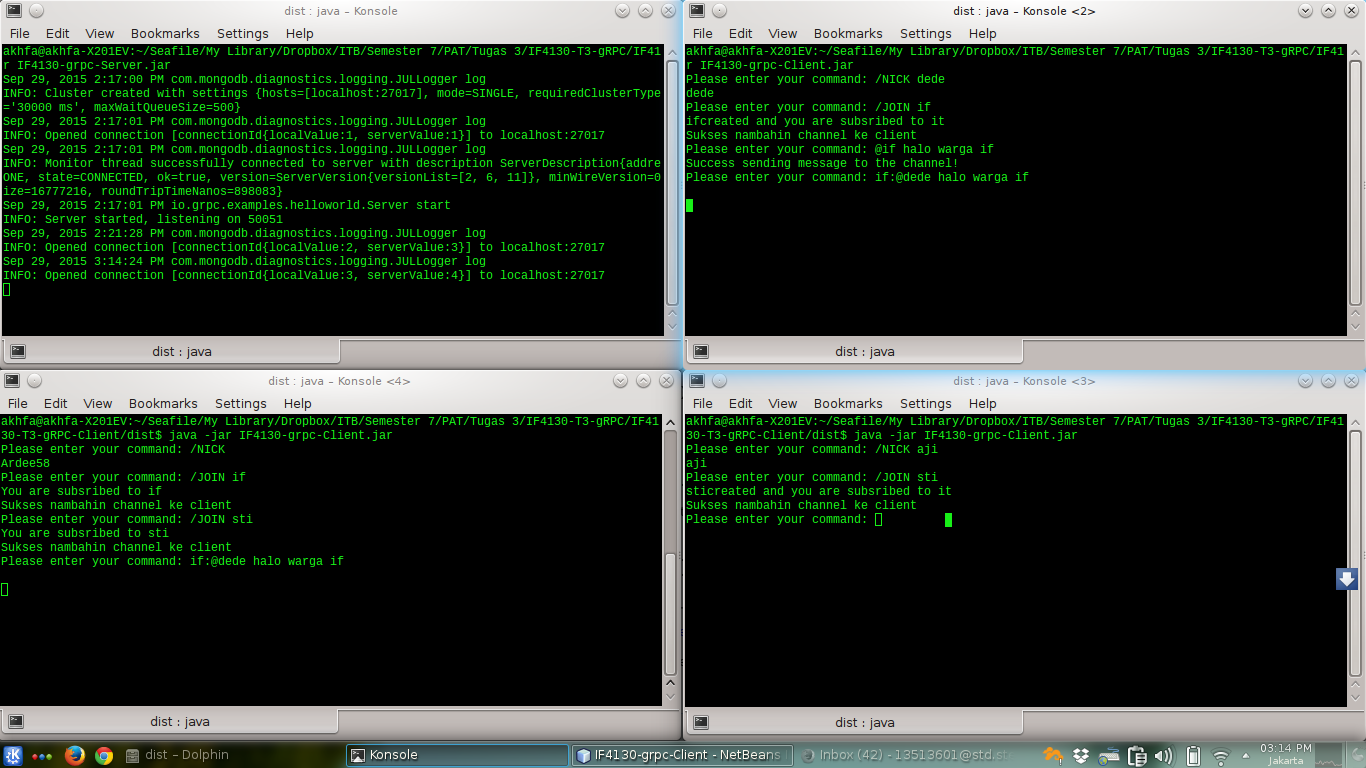 dist : java – Konsole
File Edit View Bookmarks Settings Help
akhfa@akhfa-X201EV:~/Seafile/My Library/Dropbox/ITB/Semester 7/PAT/Tugas 3/IF4130-T3-gRPC/IF41
r IF4130-grpc-Server.jar
Sep 29, 2015 2:17:00 PM com.mongodb.diagnostics.logging.JULLogger log
INFO: Cluster created with settings {hosts=[localhost:27017], mode=SINGLE, requiredClusterType
='30000 ms', maxWaitQueueSize=500}
Sep 29, 2015 2:17:01 PM com.mongodb.diagnostics.logging.JULLogger log
INFO: Opened connection [connectionId{localValue:1, serverValue:1}] to localhost:27017
Sep 29, 2015 2:17:01 PM com.mongodb.diagnostics.logging.JULLogger log
INFO: Monitor thread successfully connected to server with description ServerDescription{addre
ONE, state=CONNECTED, ok=true, version=ServerVersion{versionList=[2, 6, 11]}, minWireVersion=0
ize=16777216, roundTripTimeNanos=898083}
Sep 29, 2015 2:17:01 PM io.grpc.examples.helloworld.Server start
INFO: Server started, listening on 50051
Sep 29, 2015 2:21:28 PM com.mongodb.diagnostics.logging.JULLogger log
INFO: Opened connection [connectionId{localValue:2, serverValue:3}] to localhost:27017
Sep 29, 2015 3:14:24 PM com.mongodb.diagnostics.logging.JULLogger log
INFO: Opened connection [connectionId{localValue:3, serverValue:4}] to localhost:27017
dist : java
dist : java – Konsole <2>
File Edit View Bookmarks Settings Help
akhfa@akhfa-X201EV:~/Seafile/My Library/Dropbox/ITB/Semester 7/PAT/Tugas 3/IF4130-T3-gRPC/IF41
r IF4130-grpc-Client.jar
Please enter your command: /NICK dede
dede
Please enter your command: /JOIN if
ifcreated and you are subsribed to it
Sukses nambahin channel ke client
Please enter your command: @if halo warga if
Success sending message to the channel!
Please enter your command: if:@dede halo warga if
dist : java
dist : java – Konsole <4>
File Edit View Bookmarks Settings Help
akhfa@akhfa-X201EV:~/Seafile/My Library/Dropbox/ITB/Semester 7/PAT/Tugas 3/IF4130-T3-gRPC/IF41
30-T3-gRPC-Client/dist$ java -jar IF4130-grpc-Client.jar
Please enter your command: /NICK
Ardee58
Please enter your command: /JOIN if
You are subsribed to if
Sukses nambahin channel ke client
Please enter your command: /JOIN sti
You are subsribed to sti
Sukses nambahin channel ke client
Please enter your command: if:@dede halo warga if
dist : java
dist : java – Konsole <3>
File Edit View Bookmarks Settings Help
akhfa@akhfa-X201EV:~/Seafile/My Library/Dropbox/ITB/Semester 7/PAT/Tugas 3/IF4130-T3-gRPC/IF41
30-T3-gRPC-Client/dist$ java -jar IF4130-grpc-Client.jar
Please enter your command: /NICK aji
aji
Please enter your command: /JOIN sti
sticreated and you are subsribed to it
Sukses nambahin channel ke client
Please enter your command:
dist : java
dist – Dolphin
Konsole
IF4130-grpc-Client - NetBeans
Inbox (42) - 13513601@std.st
03:14 PM
Jakarta